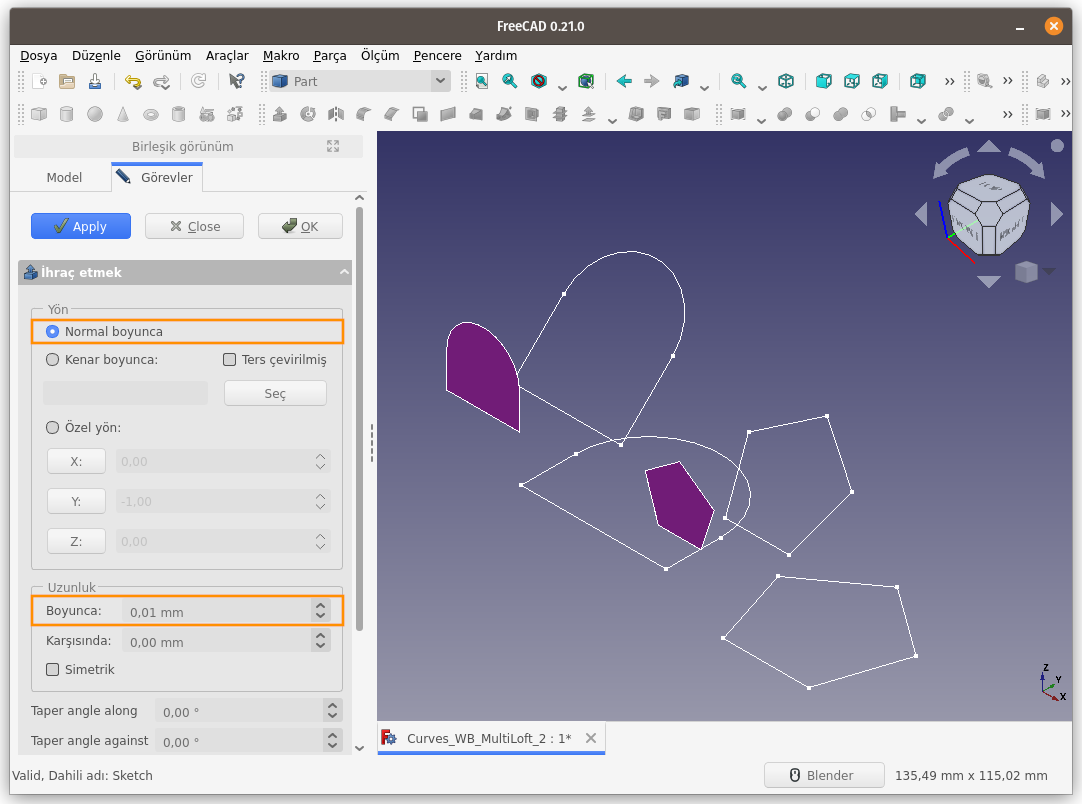 FreeCAD 0.21.0
Dosya Düzenle Görünüm Araçlar Makro Parça Ölçüm Pencere Yardım
Part
Birleşik görünüm
Model Görevler
Apply Close OK
İhraç etmek
Yön
Normal boyunca
Kenar boyunca: Ters çevirilmiş
Seç
Özel yön:
X: 0,00
Y: -1,00
Z: 0,00
Uzunluk
Boyunca: 0,01 mm
Karşısında: 0,00 mm
Simetrik
Taper angle along 0,00 °
Taper angle against 0,00 °
Z
Y
X
Curves_WB_MultiLoft_2 : 1*
Valid, Dahili adı: Sketch
Blender 135,49 mm x 115,02 mm